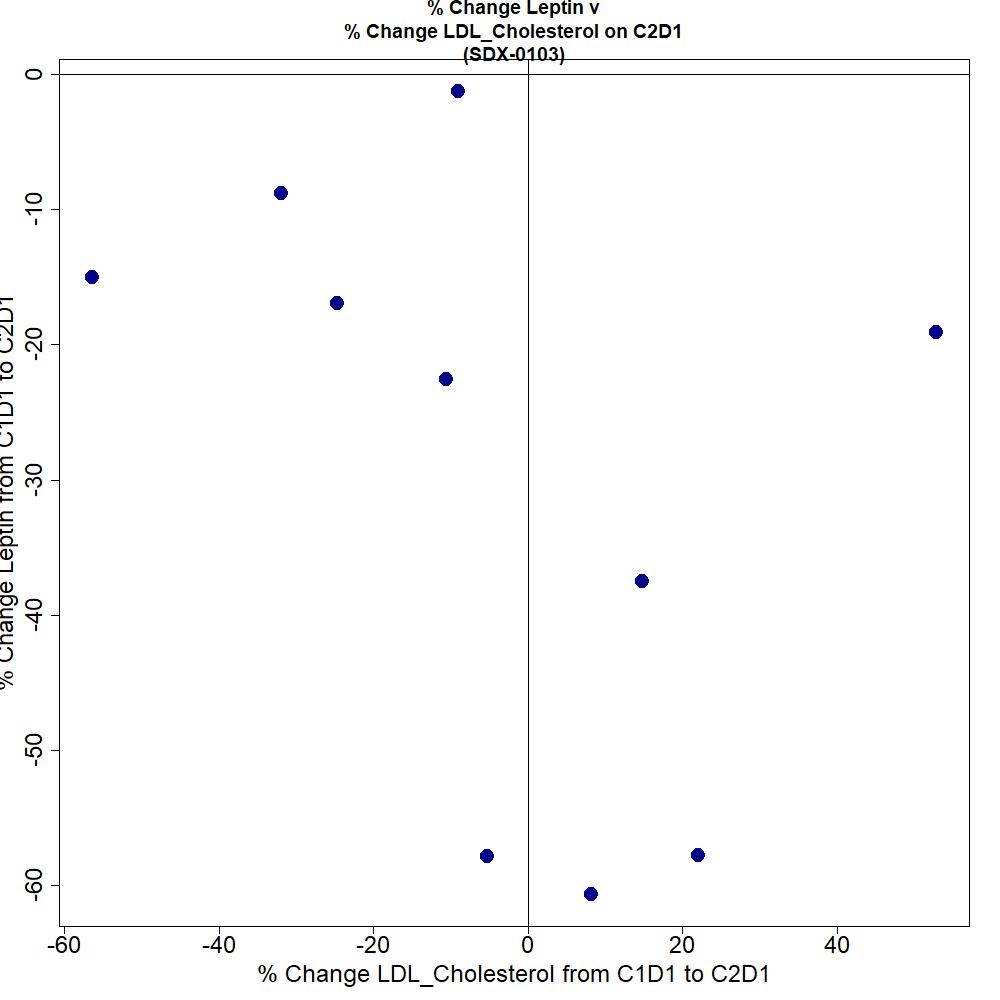 % Change Leptin v
% Change LDL_Cholesterol on C2D1
(SDX-0103)
% Change Leptin from C1D1 to C2D1
0
-10
-20
-30
-40
-50
-60
-60
-40
-20
0
20
40
% Change LDL_Cholesterol from C1D1 to C2D1